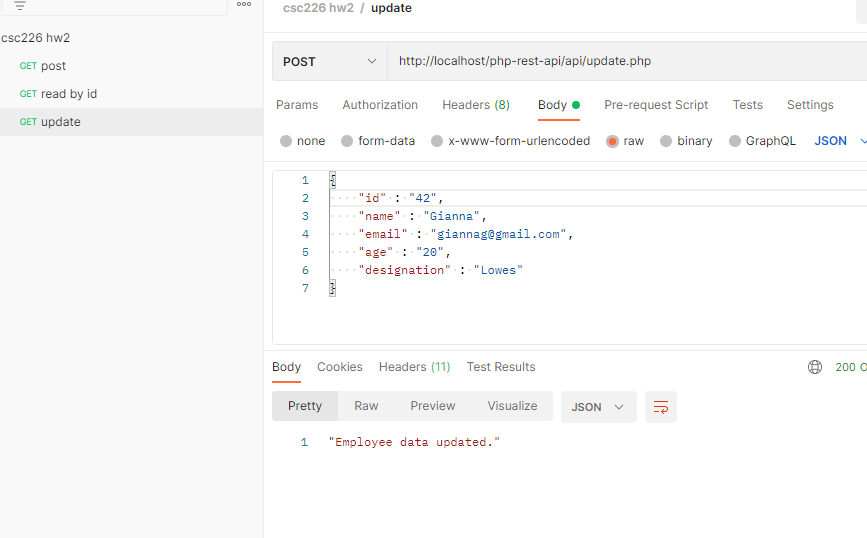 csc226 hw2 / update
csc226 hw2
GET post
GET read by id
GET update
POST http://localhost/php-rest-api/api/update.php
Params Authorization Headers (8) Body Pre-request Script Tests Settings
none form-data x-www-form-urlencoded raw binary GraphQL JSON
1 {
2 "id" : "42",
3 "name" : "Gianna",
4 "email" : "giannag@gmail.com",
5 "age" : "20",
6 "designation" : "Lowes"
7 }
Body Cookies Headers (11) Test Results 200 O
Pretty Raw Preview Visualize JSON
1 "Employee data updated."